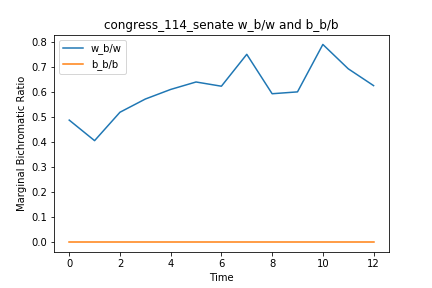 congress_114_senate w_b/w and b_b/b
w_b/w
b_b/b
Marginal Bichromatic Ratio
0.8
0.7
0.6
0.5
0.4
0.3
0.2
0.1
0.0
0 2 4 6 8 10 12
Time